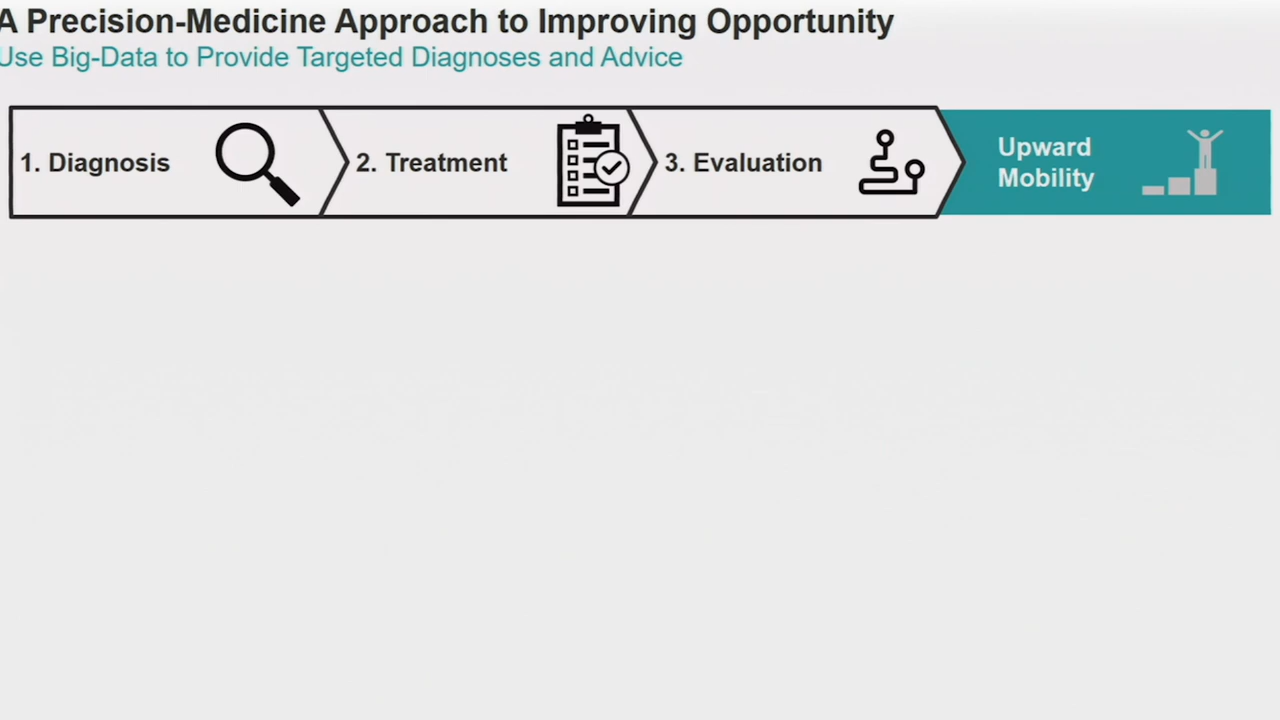 A Precision-Medicine Approach to Improving Opportunity
Use Big-Data to Provide Targeted Diagnoses and Advice
1. Diagnosis
2. Treatment
3. Evaluation
Upward
Mobility